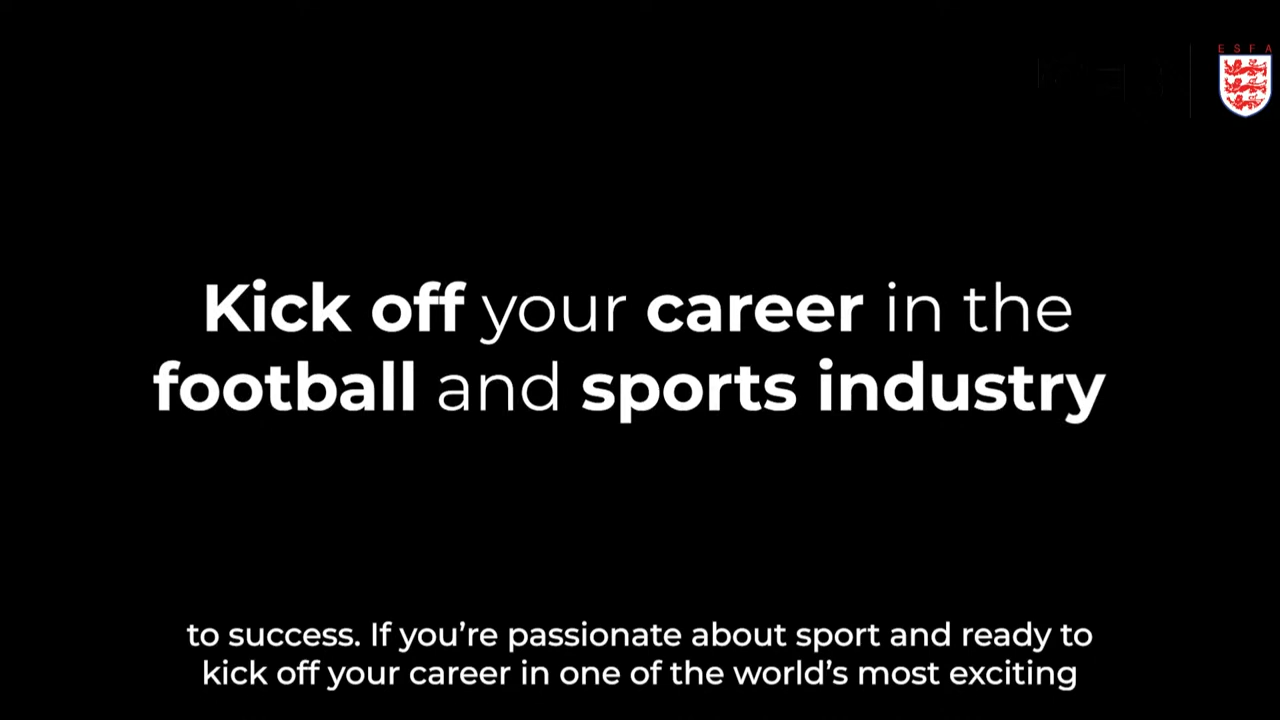 ESFA
Kick off your career in the
football and sports industry
to success. If you’re passionate about sport and ready to
kick off your career in one of the world’s most exciting